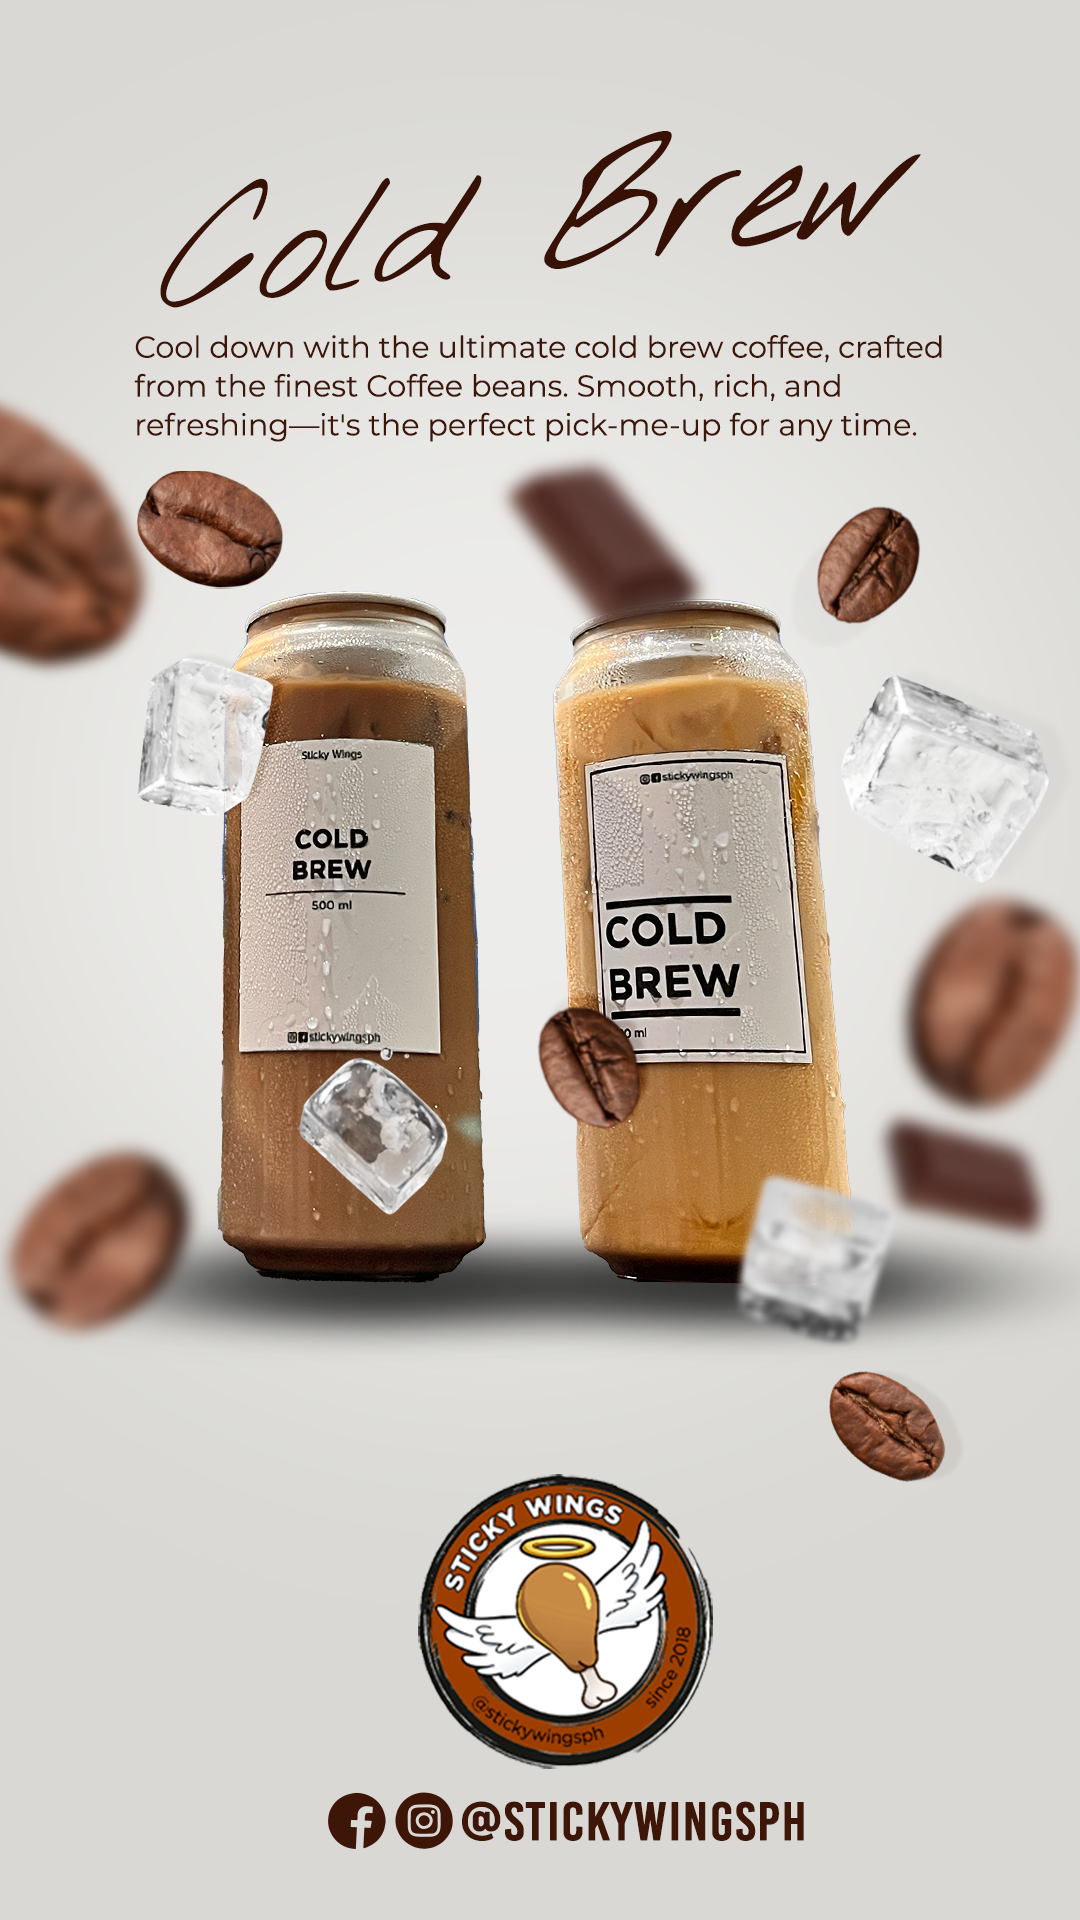 Cold Brew
Cool down with the ultimate cold brew coffee, crafted
from the finest Coffee beans. Smooth, rich, and
refreshing—it's the perfect pick-me-up for any time.
Sticky Wings
COLD
BREW
500 ml
stickywingsph
stickywingsph
COLD
BREW
0 ml
STICKY WINGS
since 2018
@stickywingsph
@STICKYWINGSPH